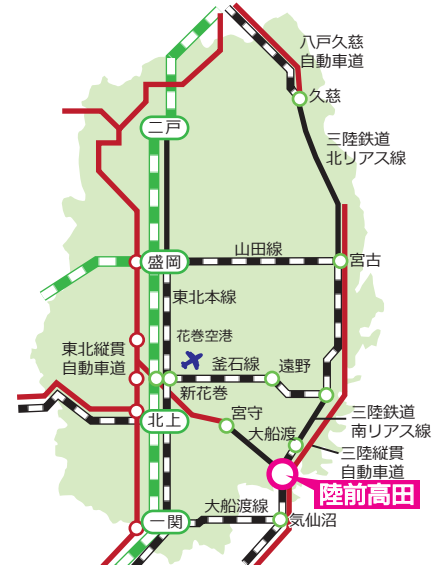 八戸久慈
自動車道
久慈
二戸
三陸鉄道
北リアス線
山田線
盛岡
宮古
東北本線
花巻空港
東北縦貫
自動車道
釜石線
遠野
新花巻
宮守
三陸鉄道
南リアス線
北上
大船渡
三陸縦貫
自動車道
陸前高田
大船渡線
一関
気仙沼